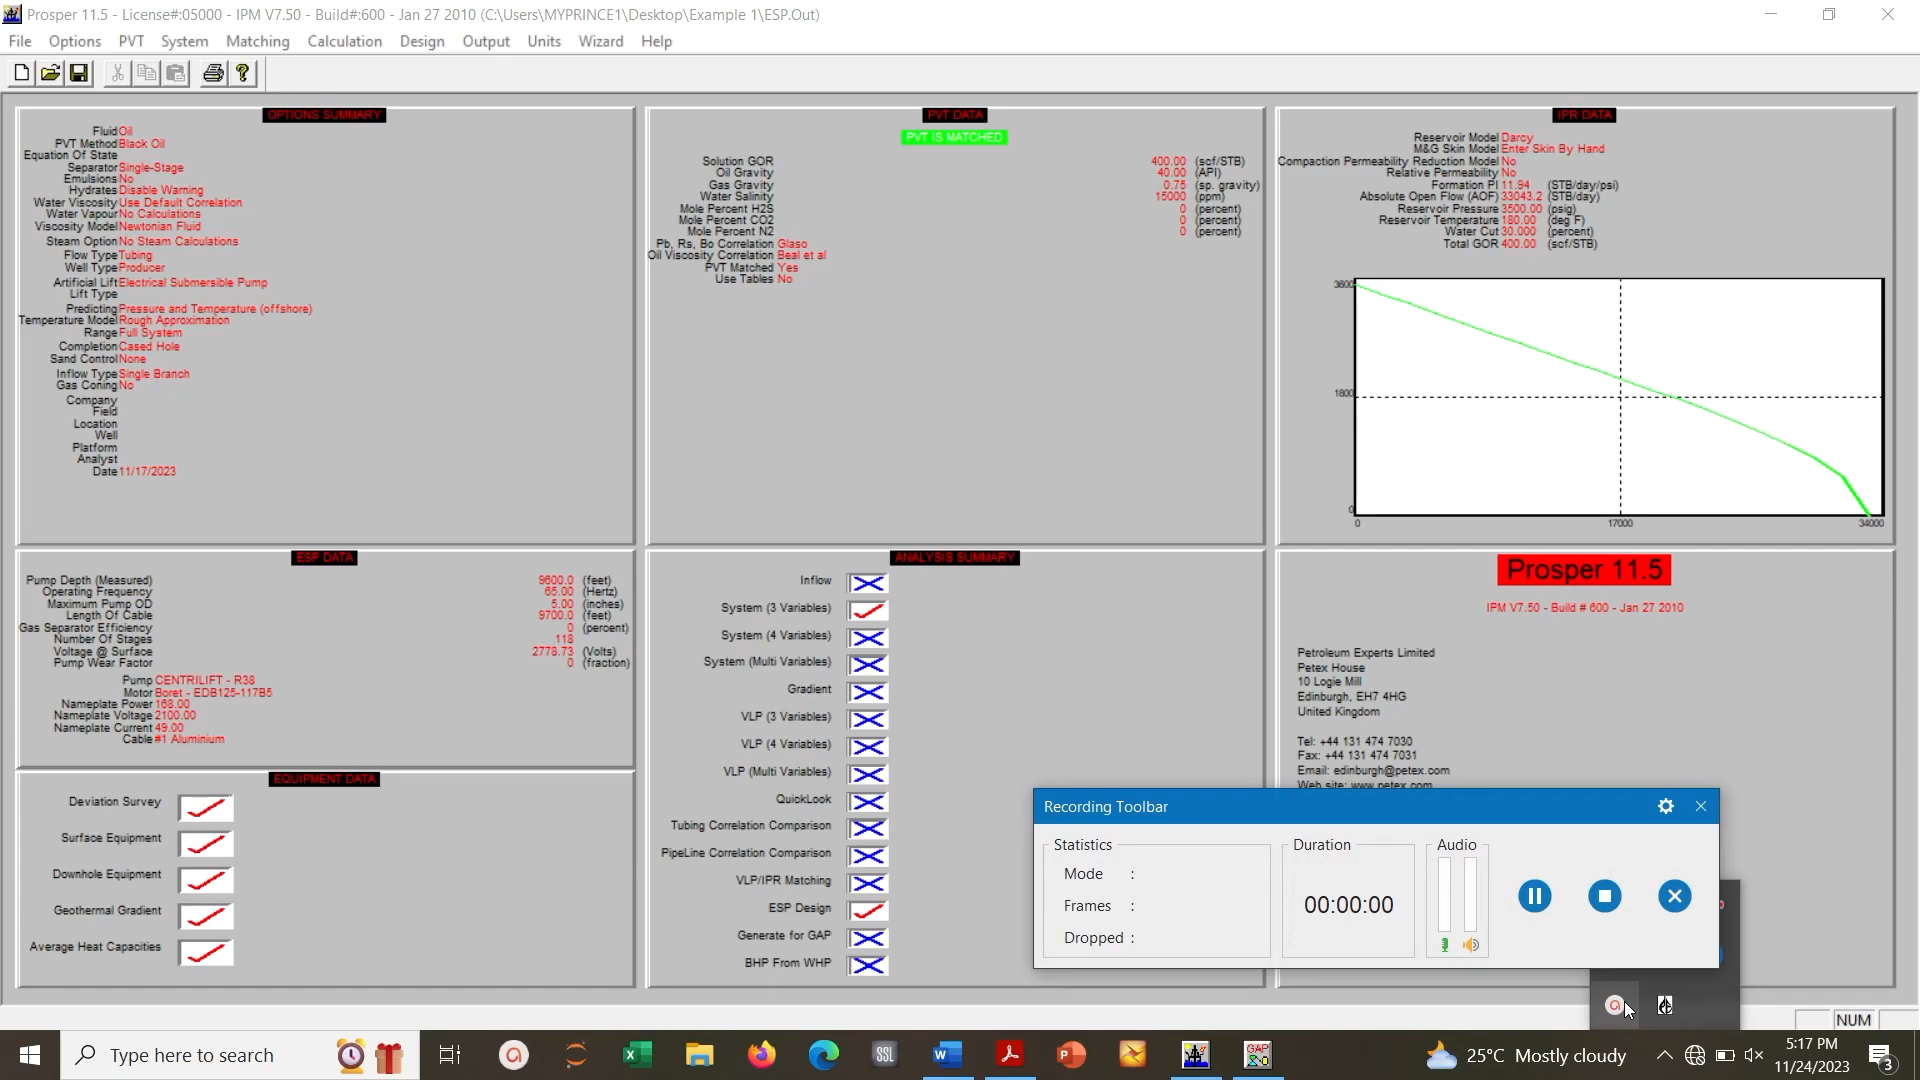 Prosper 11.5 - License#:05000 - IPM V7.50 - Build#:600 - Jan 27 2010 (C:\Users\MYPRINCE1\Desktop\Example 1\ESP.Out)
File Options PVT System Matching Calculation Design Output Units Wizard Help
OPTIONS SUMMARY
Fluid Oil
PVT Method Black Oil
Equation Of State
Separator Single-Stage
Emulsions No
Hydrates Disable Warning
Water Viscosity Use Default Correlation
Water Vapour No Calculations
Viscosity Model Newtonian Fluid
Steam Option No Steam Calculations
Flow Type Tubing
Well Type Producer
Artificial Lift Electrical Submersible Pump
Lift Type
Predicting Pressure and Temperature (offshore)
Temperature Model Rough Approximation
Range Full System
Completion Cased Hole
Sand Control None
Inflow Type Single Branch
Gas Coning No
Company
Field
Location
Well
Platform
Analyst
Date 11/17/2023
PVT DATA
PVT IS MATCHED
Solution GOR 400.00 (scf/STB)
Oil Gravity 40.00 (API)
Gas Gravity 0.75 (sp. gravity)
Water Salinity 15000 (ppm)
Mole Percent H2S 0 (percent)
Mole Percent CO2 0 (percent)
Mole Percent N2 0 (percent)
Pb, Rs, Bo Correlation Glaso
Oil Viscosity Correlation Beal et al
PVT Matched Yes
Use Tables No
IPR DATA
Reservoir Model Darcy
M&G Skin Model Enter Skin By Hand
Compaction Permeability Reduction Model No
Relative Permeability No
Formation PI 11.94 (STB/day/psi)
Absolute Open Flow (AOF) 33043.2 (STB/day)
Reservoir Pressure 3500.00 (psig)
Reservoir Temperature 180.00 (deg F)
Water Cut 30.000 (percent)
Total GOR 400.00 (scf/STB)
3600
1800
0
0 17000 34000
ESP DATA
Pump Depth (Measured) 9600.0 (feet)
Operating Frequency 65.00 (Hertz)
Maximum Pump OD 5.00 (inches)
Length Of Cable 9700.0 (feet)
Gas Separator Efficiency 0 (percent)
Number Of Stages 118
Voltage @ Surface 2778.73 (Volts)
Pump Wear Factor 0 (fraction)
Pump CENTRILIFT - R38
Motor Boret - EDB125-117B5
Nameplate Power 168.00
Nameplate Voltage 2100.00
Nameplate Current 49.00
Cable #1 Aluminium
EQUIPMENT DATA
Deviation Survey
Surface Equipment
Downhole Equipment
Geothermal Gradient
Average Heat Capacities
ANALYSIS SUMMARY
Inflow
System (3 Variables)
System (4 Variables)
System (Multi Variables)
Gradient
VLP (3 Variables)
VLP (4 Variables)
VLP (Multi Variables)
QuickLook
Tubing Correlation Comparison
PipeLine Correlation Comparison
VLP/IPR Matching
ESP Design
Generate for GAP
BHP From WHP
Prosper 11.5
IPM V7.50 - Build # 600 - Jan 27 2010
Petroleum Experts Limited
Petex House
10 Logie Mill
Edinburgh, EH7 4HG
United Kingdom
Tel: +44 131 474 7030
Fax: +44 131 474 7031
Email: edinburgh@petex.com
Web site: www.petex.com
Recording Toolbar
Statistics
Mode :
Frames :
Dropped :
Duration
00:00:00
Audio
NUM
Type here to search
SSL
GAP
25°C Mostly cloudy
5:17 PM
11/24/2023
3